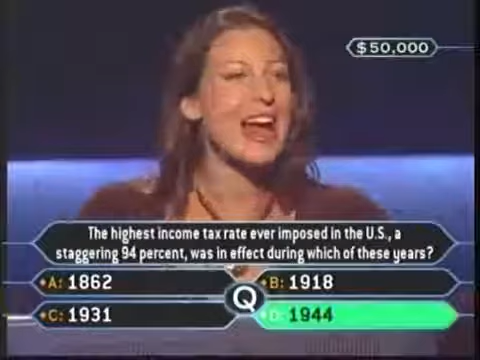 $50,000
The highest income tax rate ever imposed in the U.S., a
staggering 94 percent, was in effect during which of these years?
A: 1862
B: 1918
Q
C: 1931
D: 1944